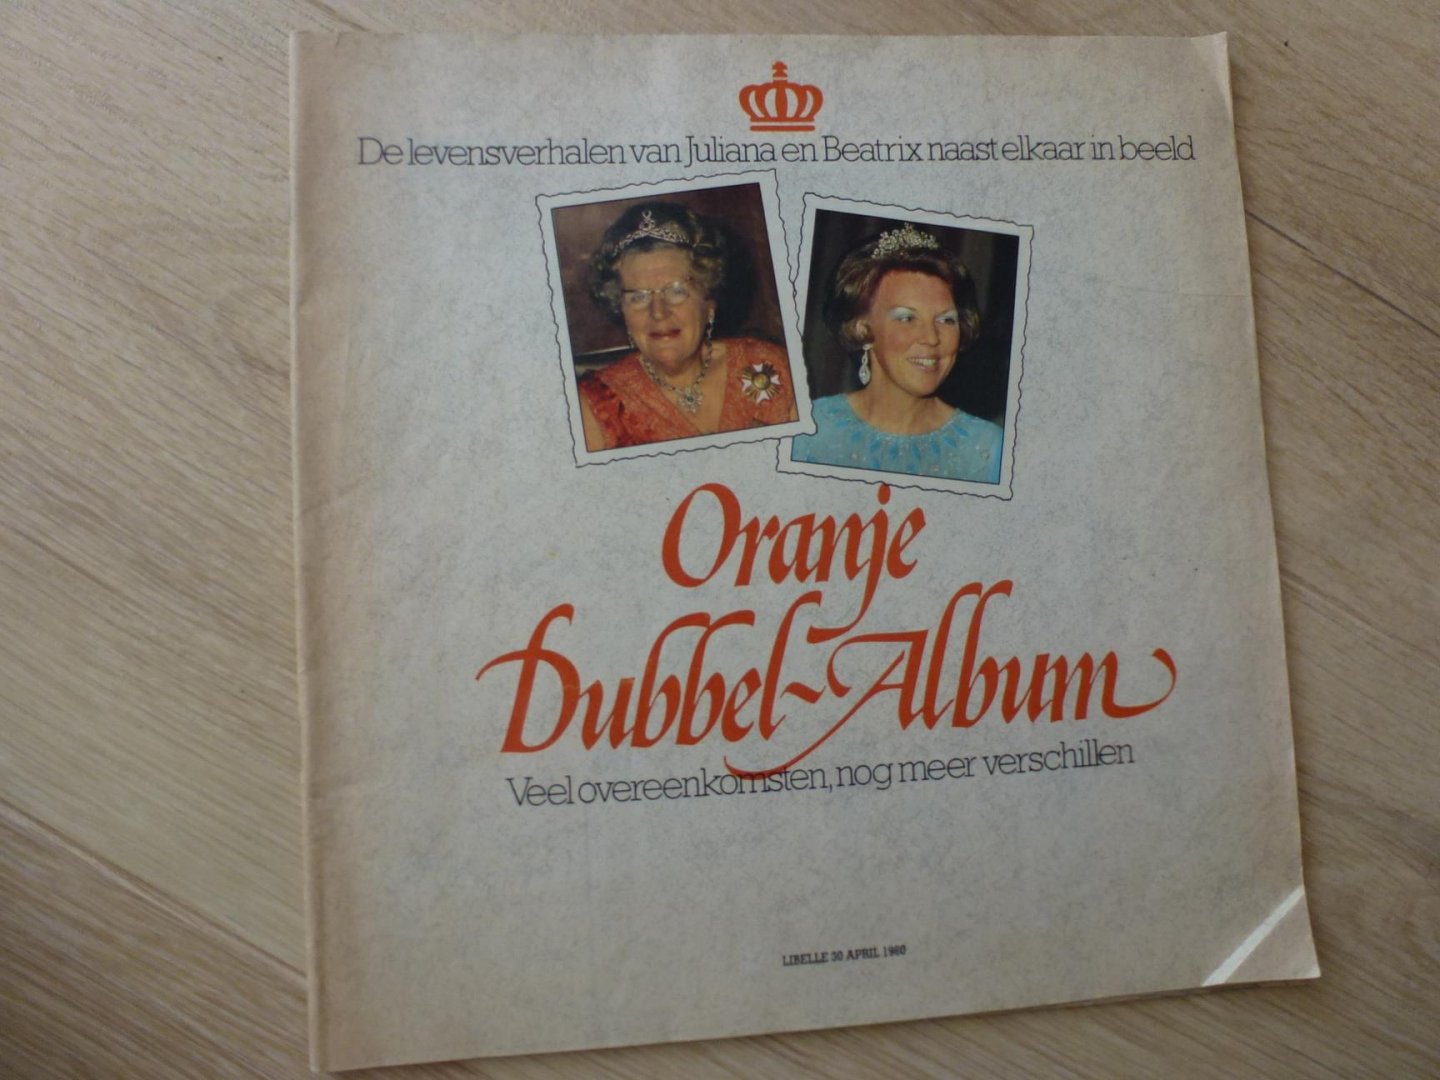 De levensverhalen van Juliana en Beatrix naast elkaar in beeld
Oranje
Dubbel-Album
Veel overeenkomsten, nog meer verschillen
LIBELLE 30 APRIL 1980